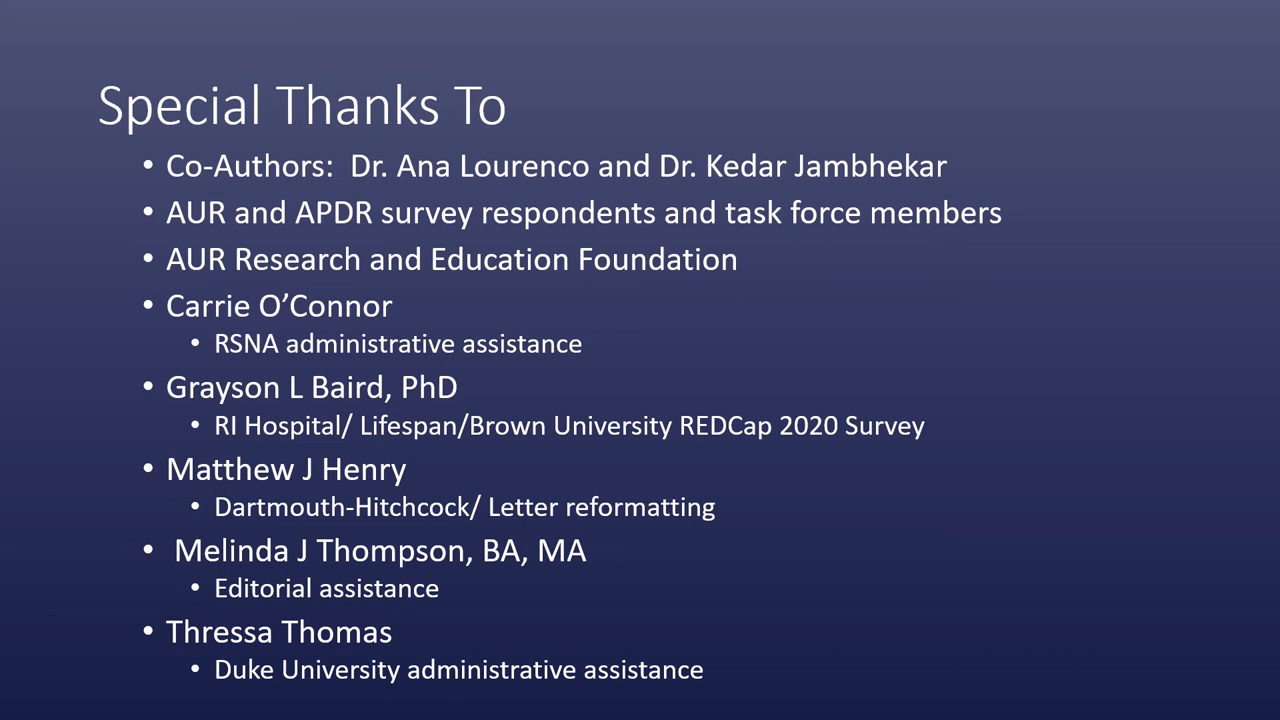 Special Thanks To
• Co-Authors:  Dr. Ana Lourenco and Dr. Kedar Jambhekar
• AUR and APDR survey respondents and task force members
• AUR Research and Education Foundation
• Carrie O’Connor
• RSNA administrative assistance
• Grayson L Baird, PhD
• RI Hospital/ Lifespan/Brown University REDCap 2020 Survey
• Matthew J Henry
• Dartmouth-Hitchcock/ Letter reformatting
• Melinda J Thompson, BA, MA
• Editorial assistance
• Thressa Thomas
• Duke University administrative assistance